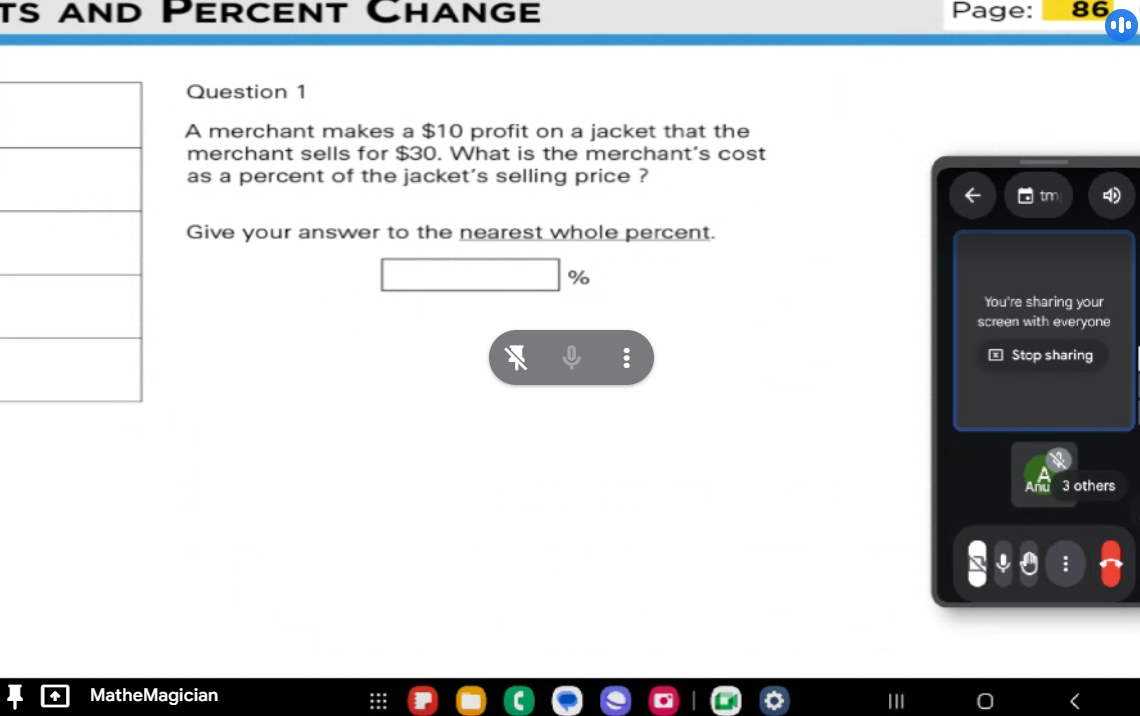 TS AND PERCENT CHANGE
Page: 86
Question 1
A merchant makes a $10 profit on a jacket that the
merchant sells for $30. What is the merchant's cost
as a percent of the jacket's selling price ?
Give your answer to the nearest whole percent.
%
tm
You're sharing your
screen with everyone
Stop sharing
A
Anu
3 others
MatheMagician